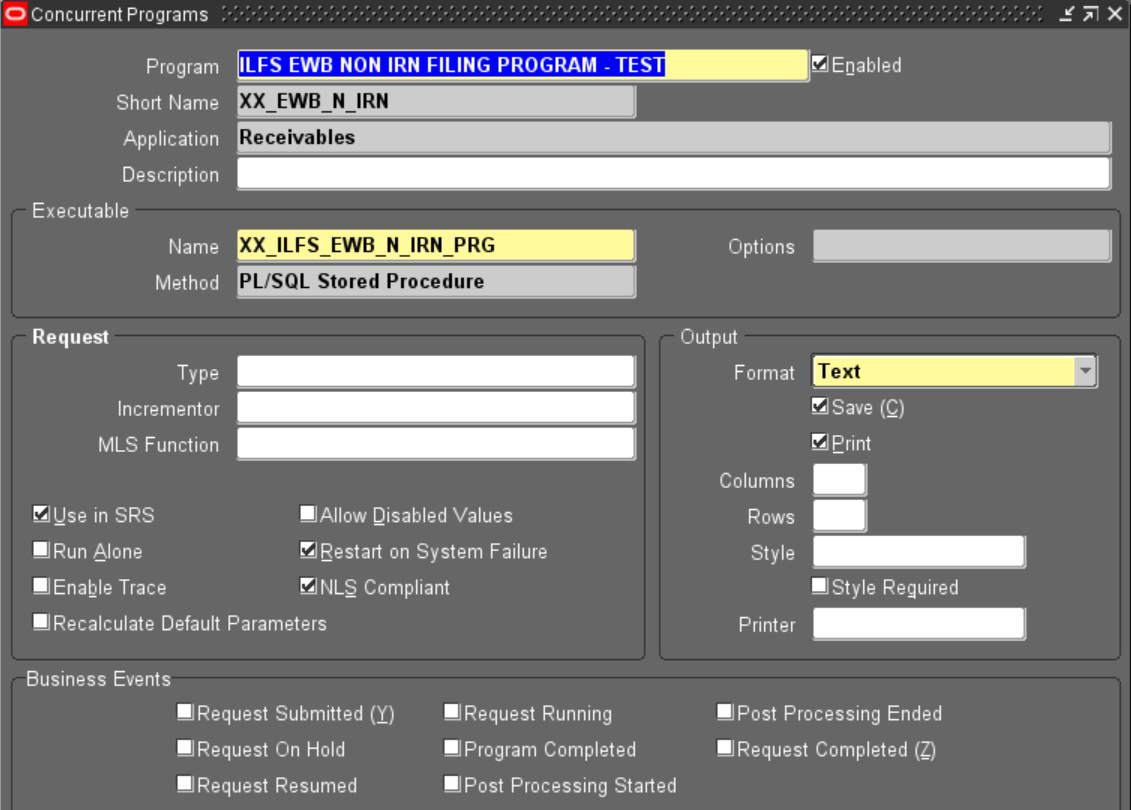 Concurrent Programs
Program ILFS EWB NON IRN FILING PROGRAM - TEST Enabled
Short Name XX_EWB_N_IRN
Application Receivables
Description
Executable
Name XX_ILFS_EWB_N_IRN_PRG Options
Method PL/SQL Stored Procedure
Request Output
Type Format Text
Incrementor Save (C)
MLS Function Print
Columns
Use in SRS Allow Disabled Values Rows
Run Alone Restart on System Failure Style
Enable Trace NLS Compliant Style Required
Recalculate Default Parameters Printer
Business Events
Request Submitted (Y) Request Running Post Processing Ended
Request On Hold Program Completed Request Completed (Z)
Request Resumed Post Processing Started